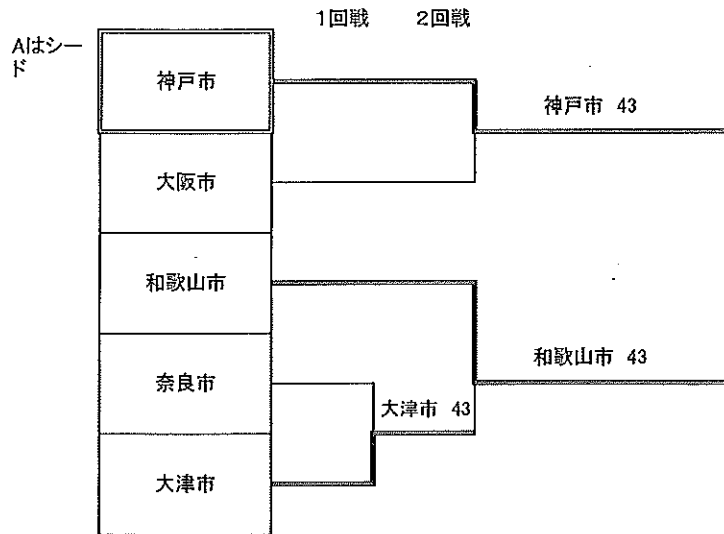 1回戦 2回戦
Aはシー
ド
神戸市
神戸市 43
大阪市
和歌山市
和歌山市 43
奈良市
大津市 43
大津市